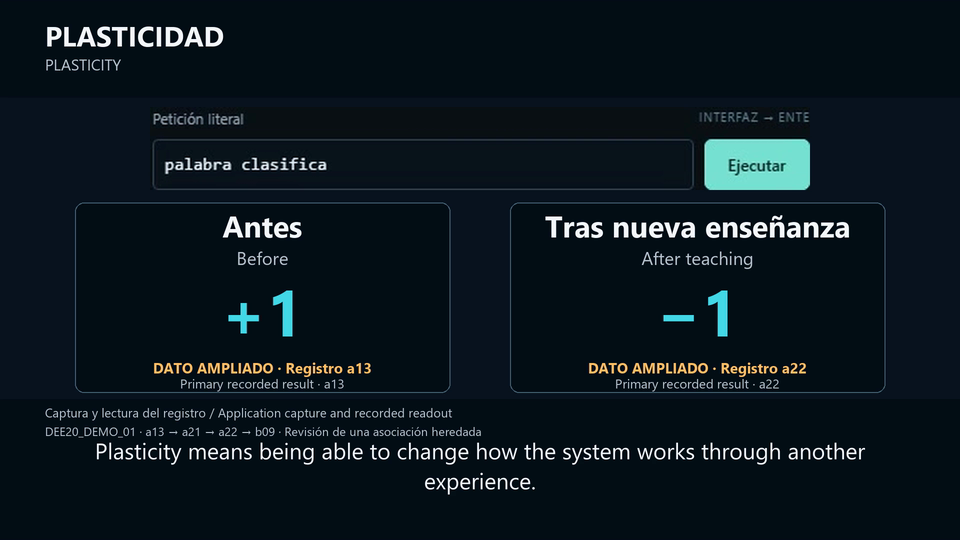 PLASTICIDAD
PLASTICITY
Petición literal
INTERFAZ → ENTE
palabra clasifica
Ejecutar
Antes
Before
+1
DATO AMPLIADO · Registro a13
Primary recorded result · a13
Tras nueva enseñanza
After teaching
−1
DATO AMPLIADO · Registro a22
Primary recorded result · a22
Captura y lectura del registro / Application capture and recorded readout
DEE20_DEMO_01 · a13 → a21 → a22 → b09 · Revisión de una asociación heredada
Plasticity means being able to change how the system works through another
experience.